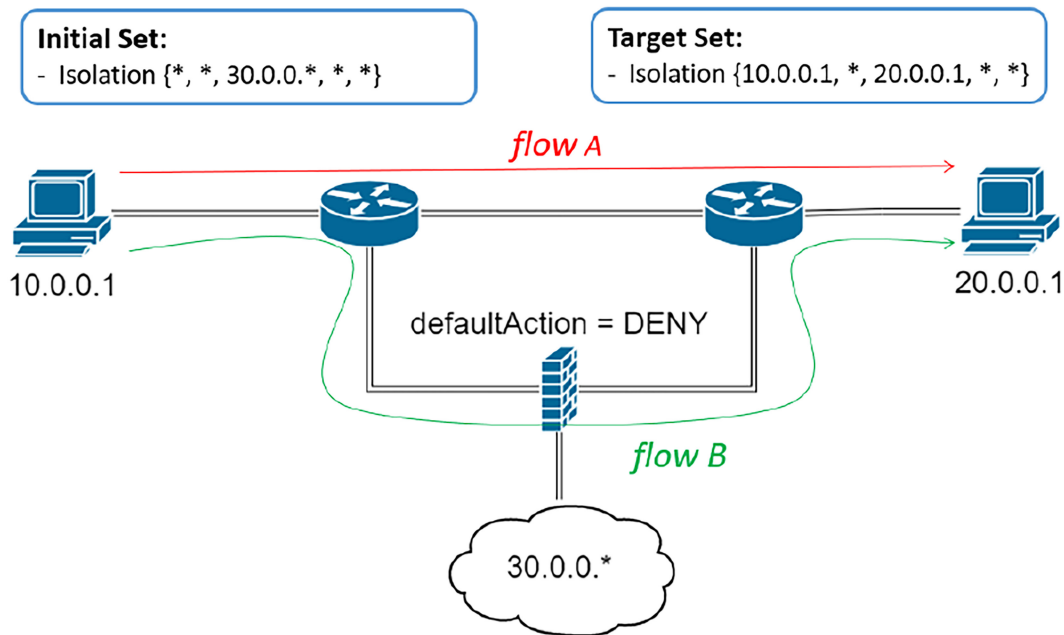 Initial Set:
- Isolation {*, *, 30.0.0.*, *, *}
Target Set:
- Isolation {10.0.0.1, *, 20.0.0.1, *, *}
flow A
10.0.0.1
20.0.0.1
defaultAction = DENY
flow B
30.0.0.*